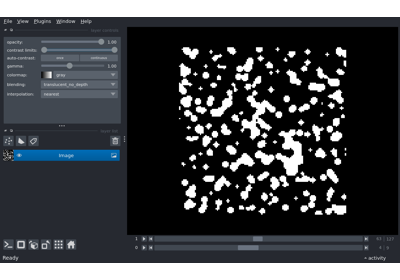 File View Plugins Window Help
opacity: 1.00
contrast limits:
auto-contrast: once continuous
gamma: 1.00
colormap: gray
blending: translucent_no_depth
interpolation: nearest
image
1
0
Ready activity